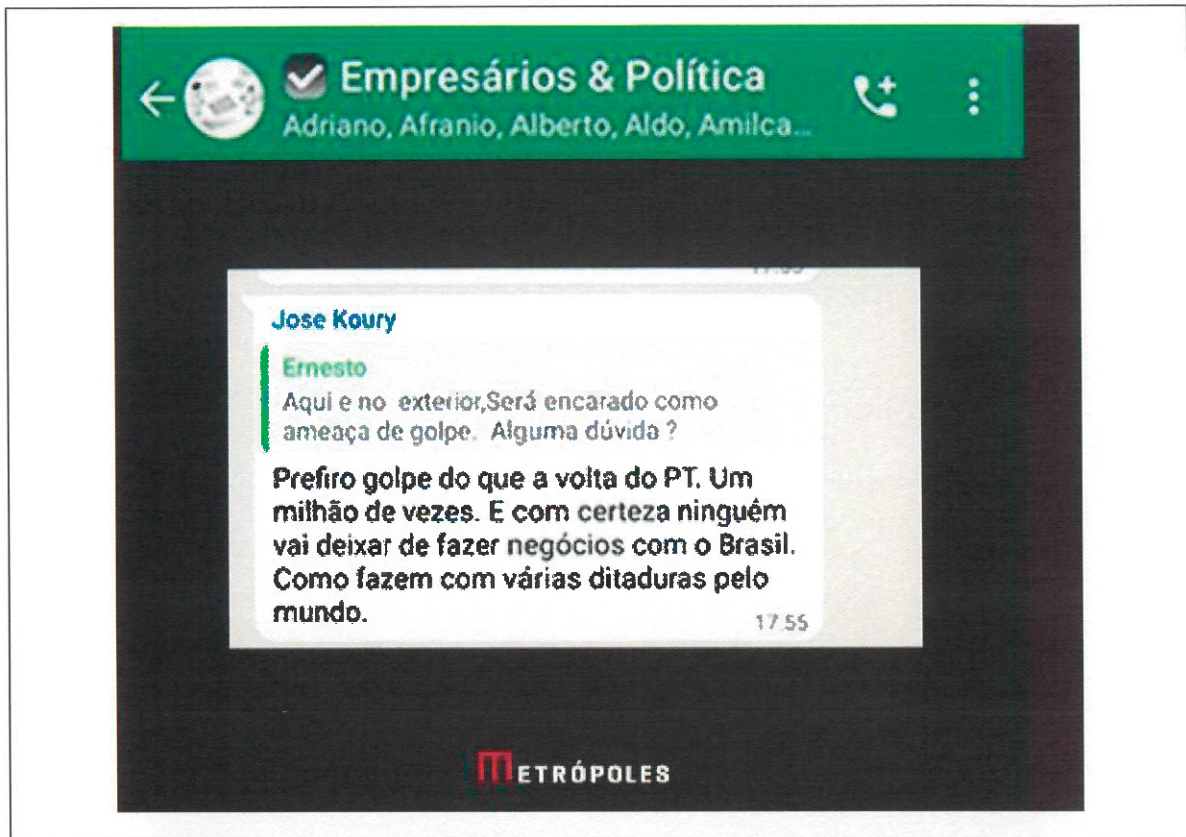 Empresários & Política
Adriano, Afranio, Alberto, Aldo, Amilca...
Jose Koury
Ernesto
Aqui e no exterior,Será encarado como
ameaça de golpe. Alguma dúvida ?
Prefiro golpe do que a volta do PT. Um
milhão de vezes. E com certeza ninguém
vai deixar de fazer negócios com o Brasil.
Como fazem com várias ditaduras pelo
mundo.
17:55
METRÓPOLES